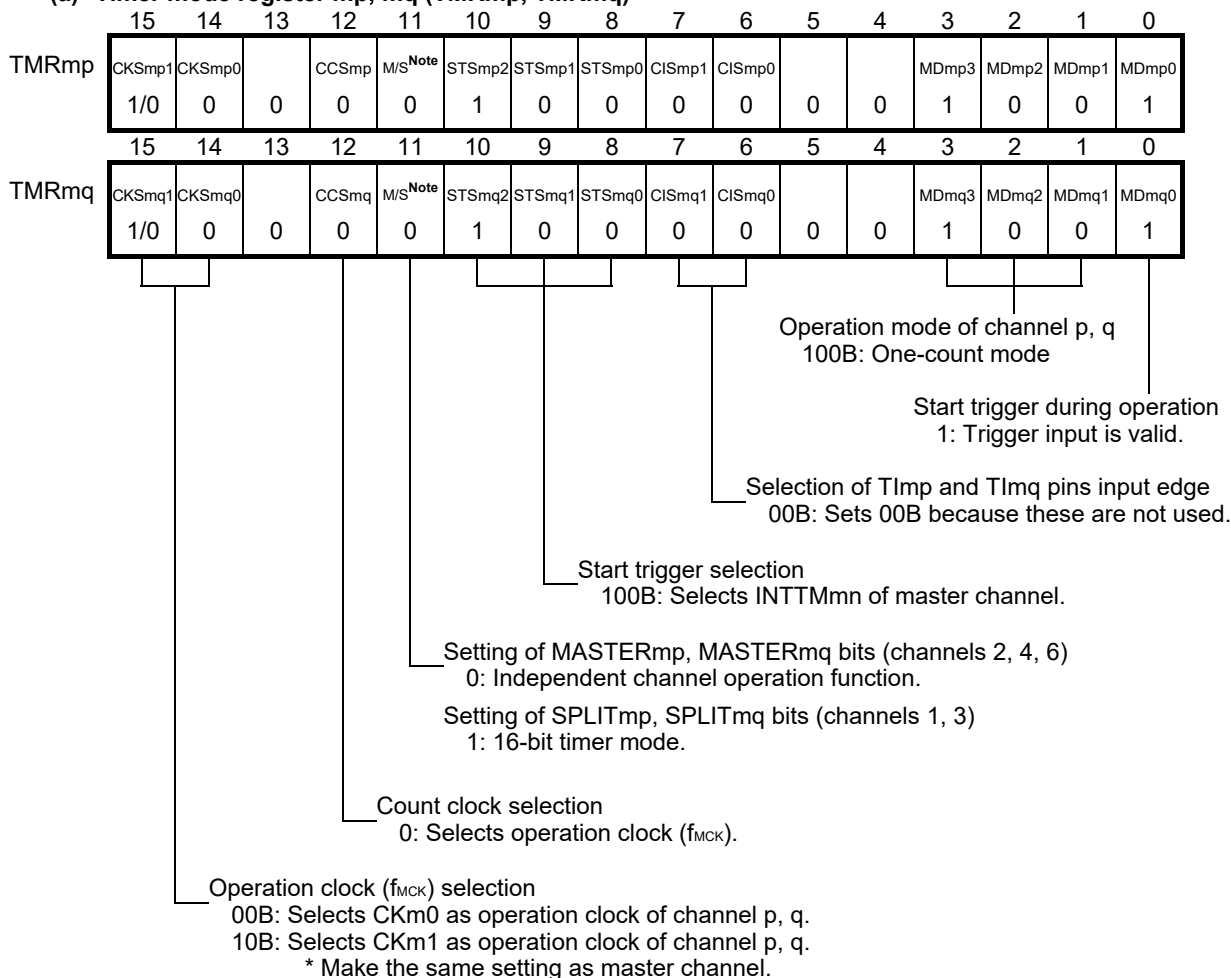 (a) Timer mode register mp, mq (TMRmp, TMRmq)
15 14 13 12 11 10 9 8 7 6 5 4 3 2 1 0
TMRmp CKSmp1 CKSmp0 CCSmp M/SNote STSmp2 STSmp1 STSmp0 CISmp1 CISmp0 MDmp3 MDmp2 MDmp1 MDmp0
1/0 0 0 0 0 1 0 0 0 0 0 0 1 0 0 1
15 14 13 12 11 10 9 8 7 6 5 4 3 2 1 0
TMRmq CKSmq1 CKSmq0 CCSmq M/SNote STSmq2 STSmq1 STSmq0 CISmq1 CISmq0 MDmq3 MDmq2 MDmq1 MDmq0
1/0 0 0 0 0 1 0 0 0 0 0 0 1 0 0 1
Operation mode of channel p, q
100B: One-count mode
Start trigger during operation
1: Trigger input is valid.
Selection of TImp and TImq pins input edge
00B: Sets 00B because these are not used.
Start trigger selection
100B: Selects INTTMmn of master channel.
Setting of MASTERmp, MASTERmq bits (channels 2, 4, 6)
0: Independent channel operation function.
Setting of SPLITmp, SPLITmq bits (channels 1, 3)
1: 16-bit timer mode.
Count clock selection
0: Selects operation clock (fMCK).
Operation clock (fMCK) selection
00B: Selects CKm0 as operation clock of channel p, q.
10B: Selects CKm1 as operation clock of channel p, q.
* Make the same setting as master channel.